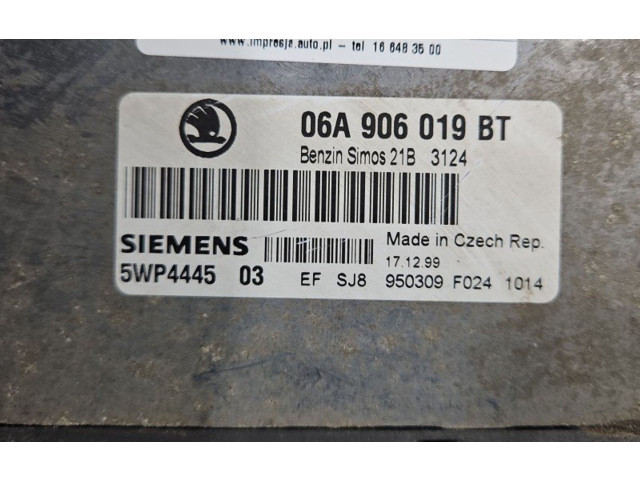 www.impresja.auto.pl - tel 16 648 35 00
06A 906 019 BT
Benzin Simos 21B 3124
SIEMENS
Made in Czech Rep.
17.12.99
5WP4445 03 EF SJ8 950309 F024 1014